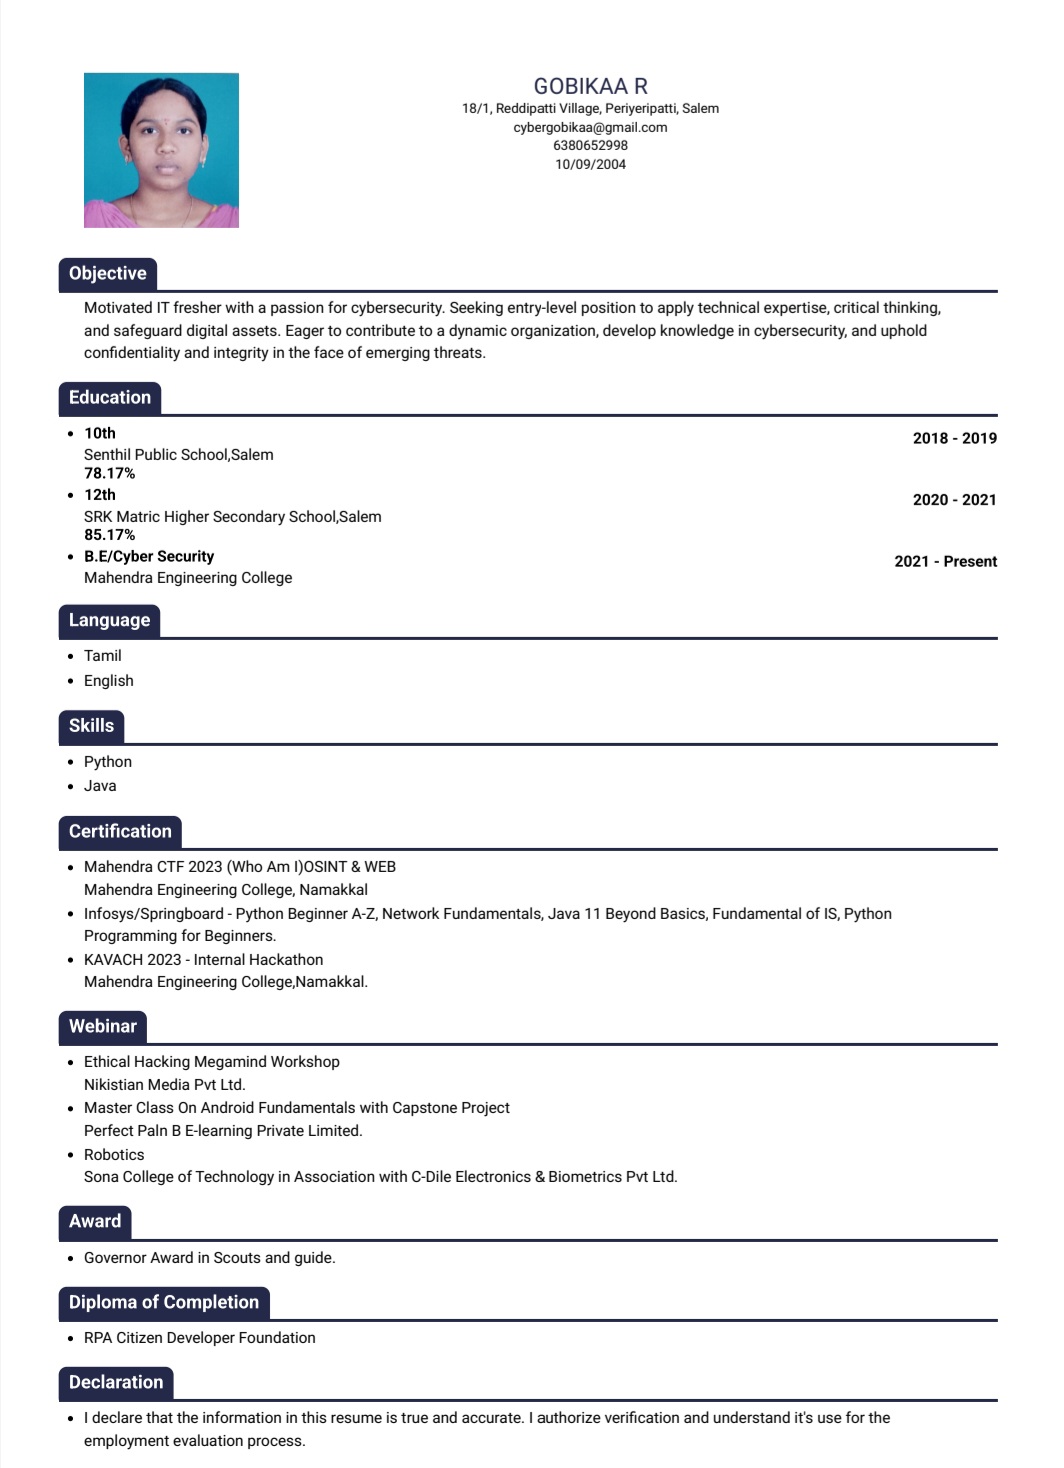 GOBIKAA R
18/1, Reddipatti Village, Periyeripatti, Salem
cybergobikaa@gmail.com
6380652998
10/09/2004
Objective
Motivated IT fresher with a passion for cybersecurity. Seeking entry-level position to apply technical expertise, critical thinking,
and safeguard digital assets. Eager to contribute to a dynamic organization, develop knowledge in cybersecurity, and uphold
confidentiality and integrity in the face of emerging threats.
Education
• 10th
2018 - 2019
Senthil Public School,Salem
78.17%
• 12th
2020 - 2021
SRK Matric Higher Secondary School,Salem
85.17%
• B.E/Cyber Security
2021 - Present
Mahendra Engineering College
Language
• Tamil
• English
Skills
• Python
• Java
Certification
• Mahendra CTF 2023 (Who Am I)OSINT & WEB
Mahendra Engineering College, Namakkal
• Infosys/Springboard - Python Beginner A-Z, Network Fundamentals, Java 11 Beyond Basics, Fundamental of IS, Python
Programming for Beginners.
• KAVACH 2023 - Internal Hackathon
Mahendra Engineering College,Namakkal.
Webinar
• Ethical Hacking Megamind Workshop
Nikistian Media Pvt Ltd.
• Master Class On Android Fundamentals with Capstone Project
Perfect Paln B E-learning Private Limited.
• Robotics
Sona College of Technology in Association with C-Dile Electronics & Biometrics Pvt Ltd.
Award
• Governor Award in Scouts and guide.
Diploma of Completion
• RPA Citizen Developer Foundation
Declaration
• I declare that the information in this resume is true and accurate. I authorize verification and understand it's use for the
employment evaluation process.